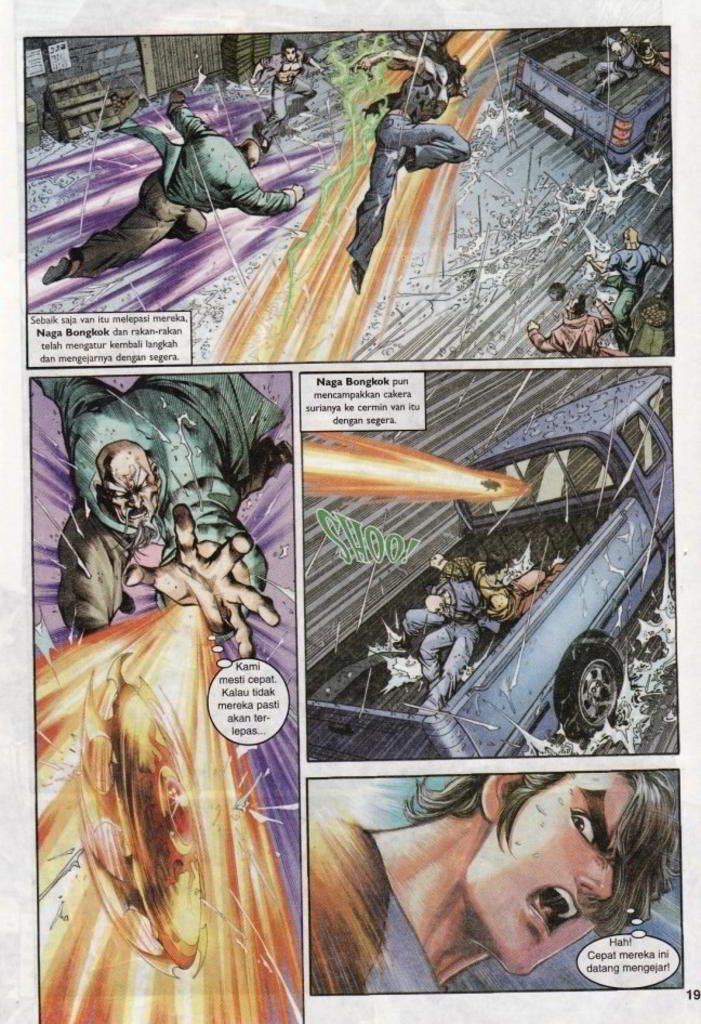 Sebaik saja van itu melepasi mereka,
Naga Bongkok dan rakan-rakan
telah mengatur kembali langkah
dan mengejarnya dengan segera.
Kami
mesti cepat.
Kalau tidak
mereka pasti
akan ter-
lepas...
Naga Bongkok pun
mencampakkan cakera
surianya ke cermin van itu
dengan segera.
SHOO!
Hah!
Cepat mereka ini
datang mengejar!
19